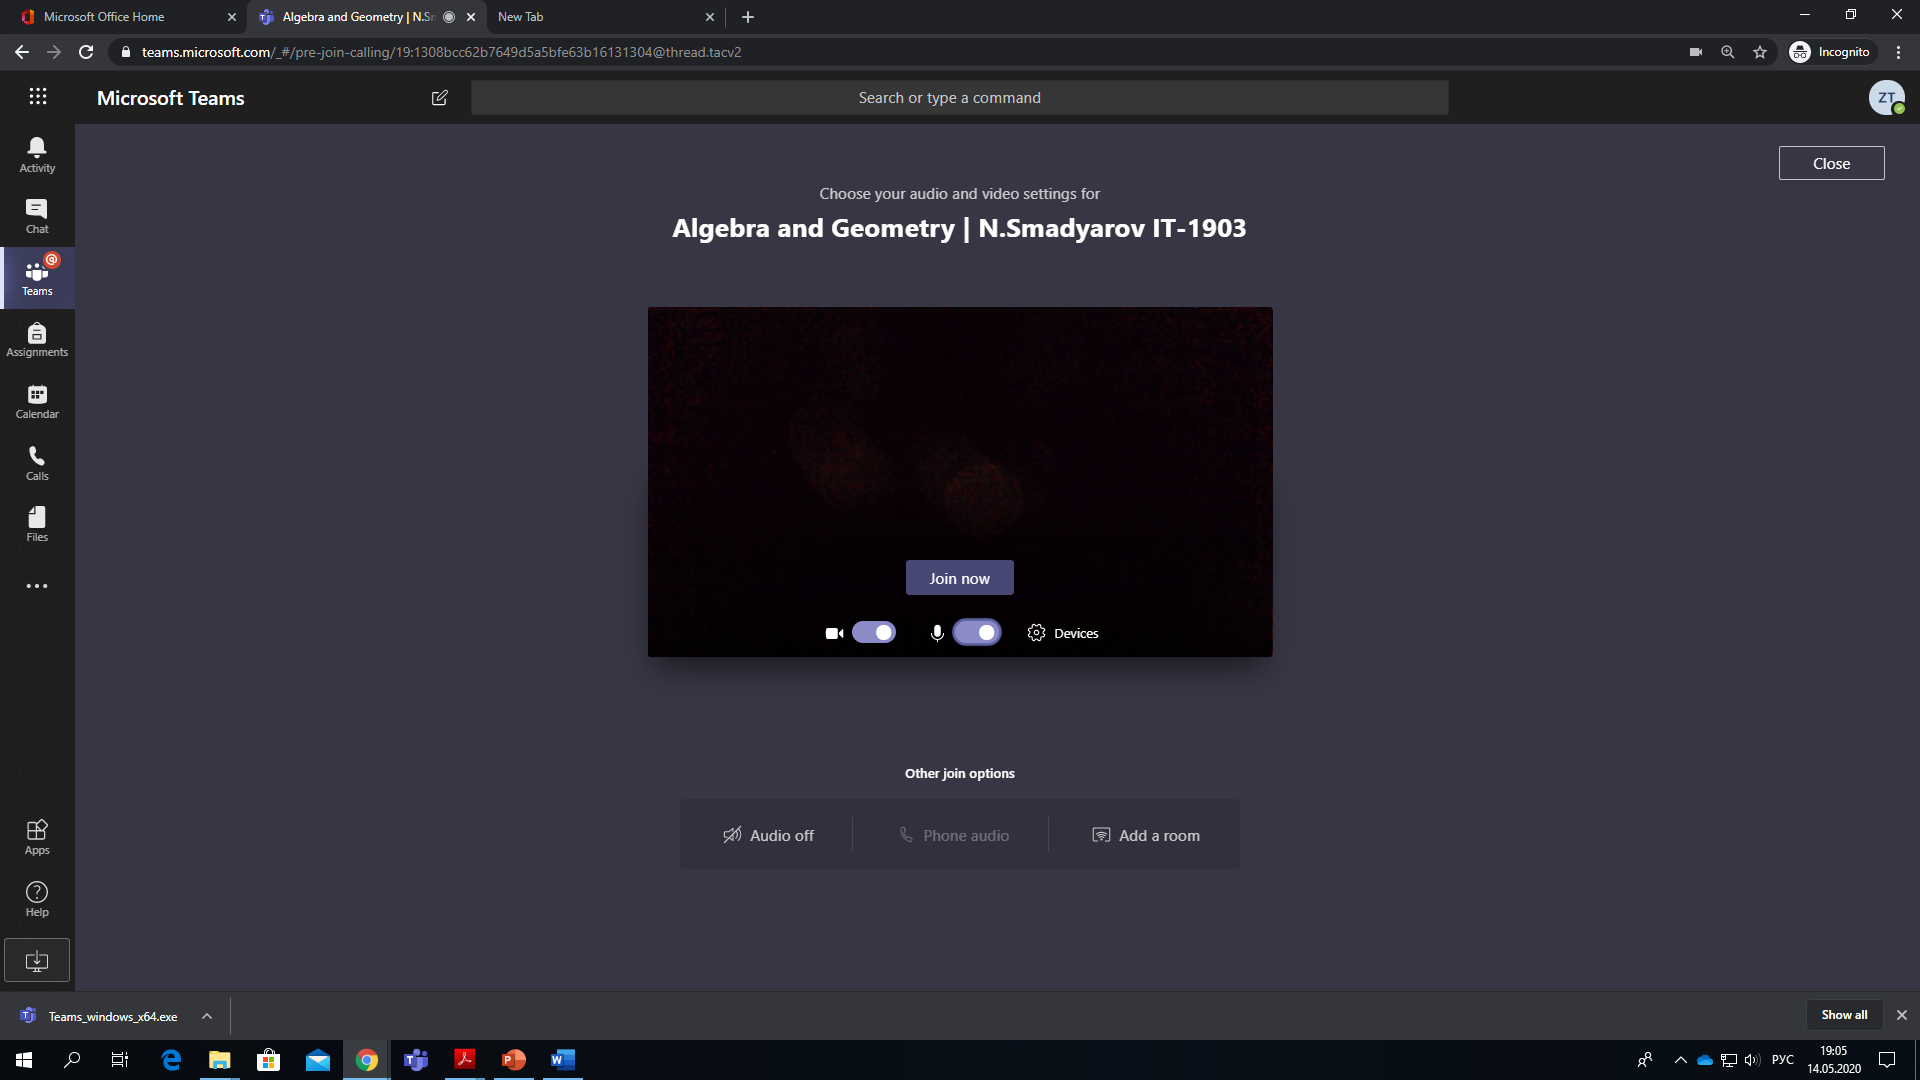 Microsoft Office Home
Algebra and Geometry | N.Sm
New Tab
teams.microsoft.com/_#/pre-join-calling/19:1308bcc62b7649d5a5bfe63b16131304@thread.tacv2
Incognito
Microsoft Teams
Search or type a command
ZT
Activity
Chat
Teams
Assignments
Calendar
Calls
Files
Apps
Help
Close
Choose your audio and video settings for
Algebra and Geometry | N.Smadyarov IT-1903
Join now
Devices
Other join options
Audio off
Phone audio
Add a room
Teams_windows_x64.exe
Show all
РУС
19:05
14.05.2020